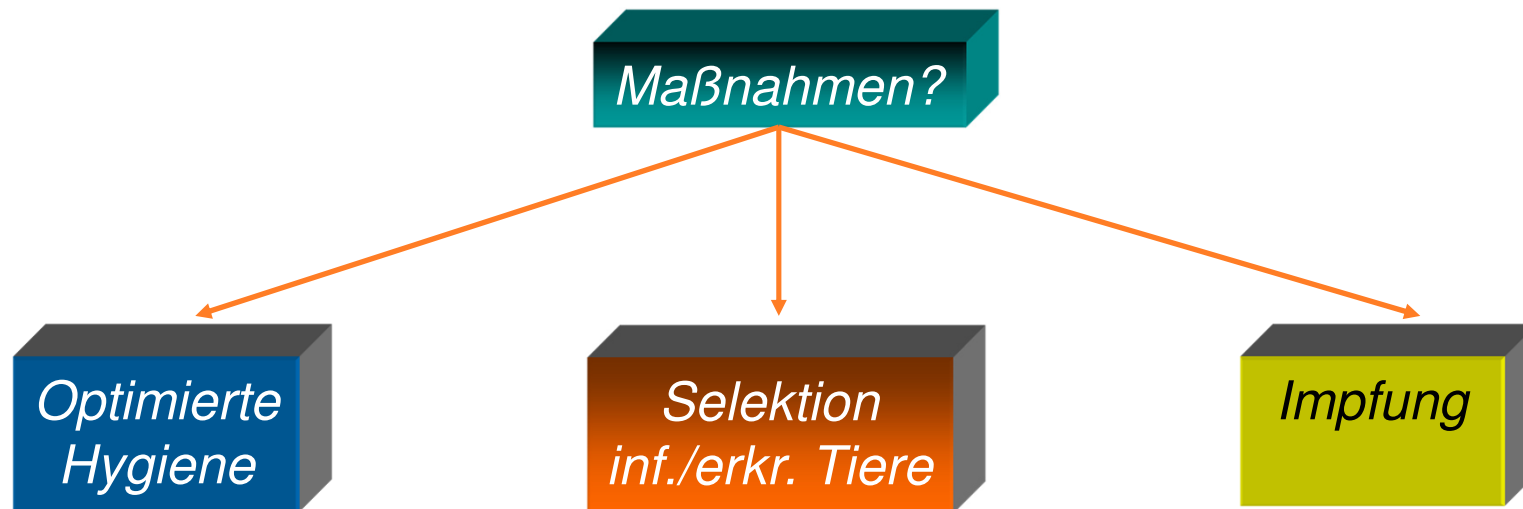 Maßnahmen?
Optimierte
Hygiene
Selektion
inf./erkr. Tiere
Impfung